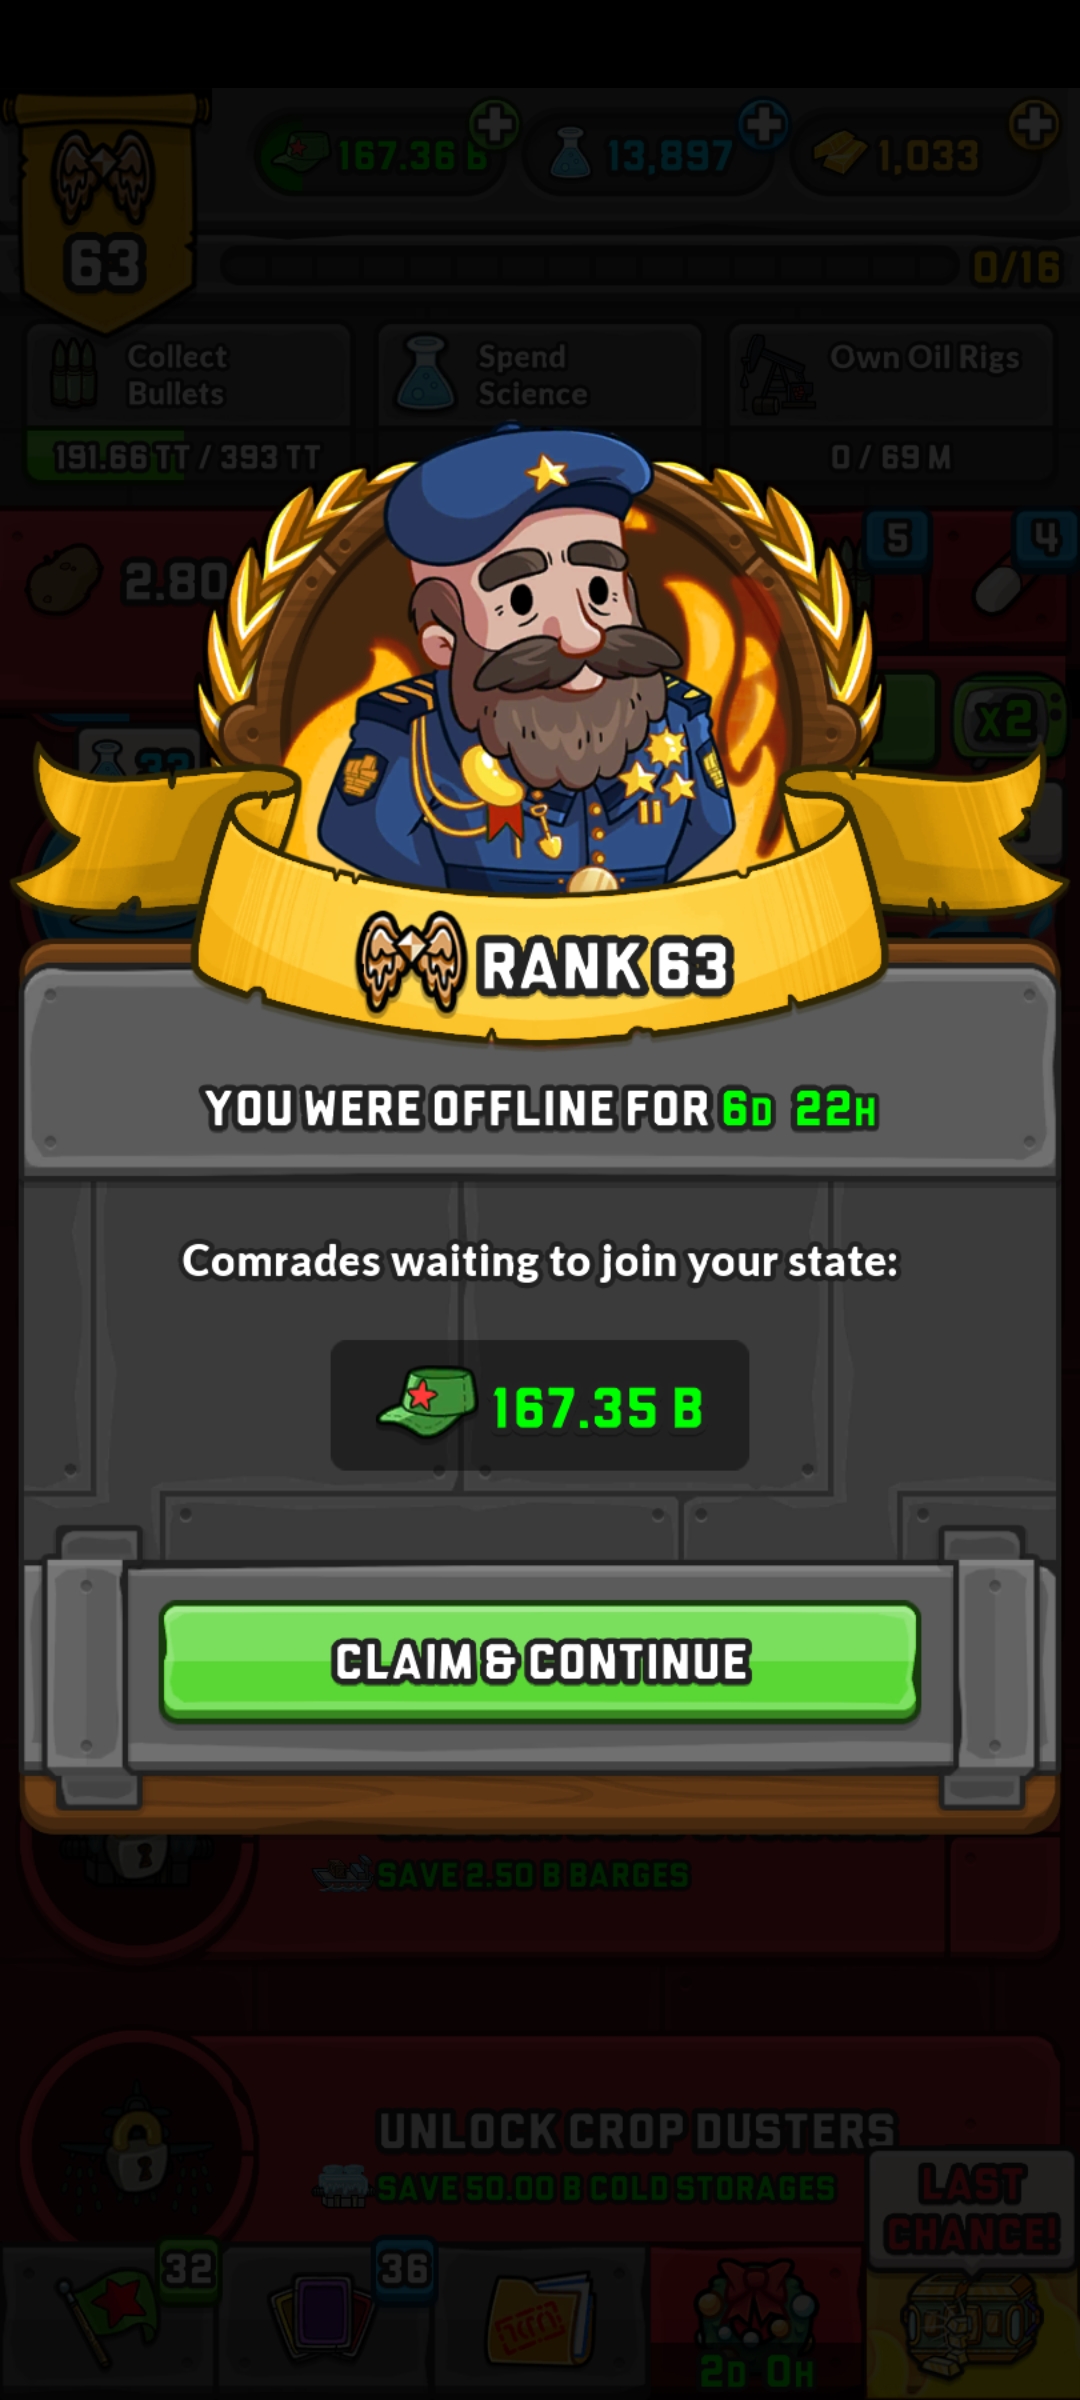 167.36 B
13,897
1,033
63
0/16
Collect
Bullets
Spend
Science
Own Oil Rigs
191.66 TT / 393 TT
0 / 69 M
2.80
5
4
x2
RANK 63
YOU WERE OFFLINE FOR 6D 22H
Comrades waiting to join your state:
167.35 B
CLAIM & CONTINUE
SAVE 2.50 B BARGES
UNLOCK CROP DUSTERS
SAVE 50.00 B COLD STORAGES
LAST
CHANCE!
32
36
2D 0H